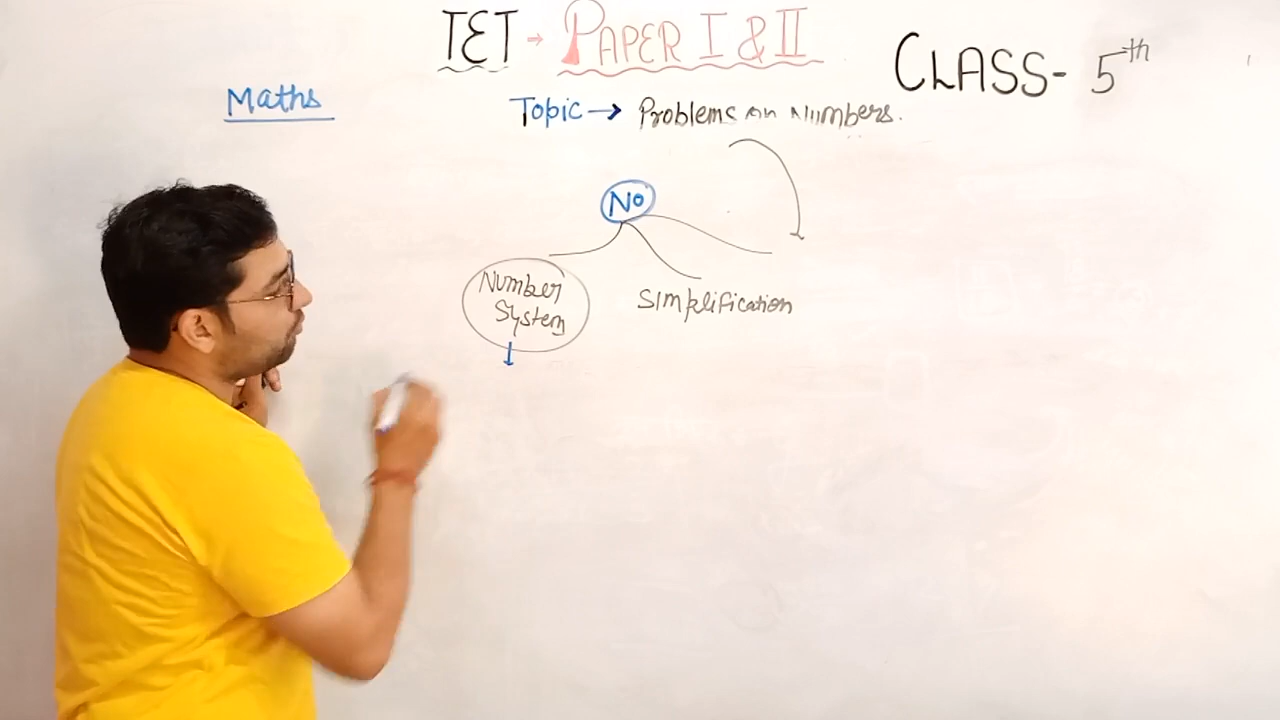 TET → PAPER I & II
CLASS- 5th
Maths
Topic → Problems on Numbers.
No
Number
System
Simplification